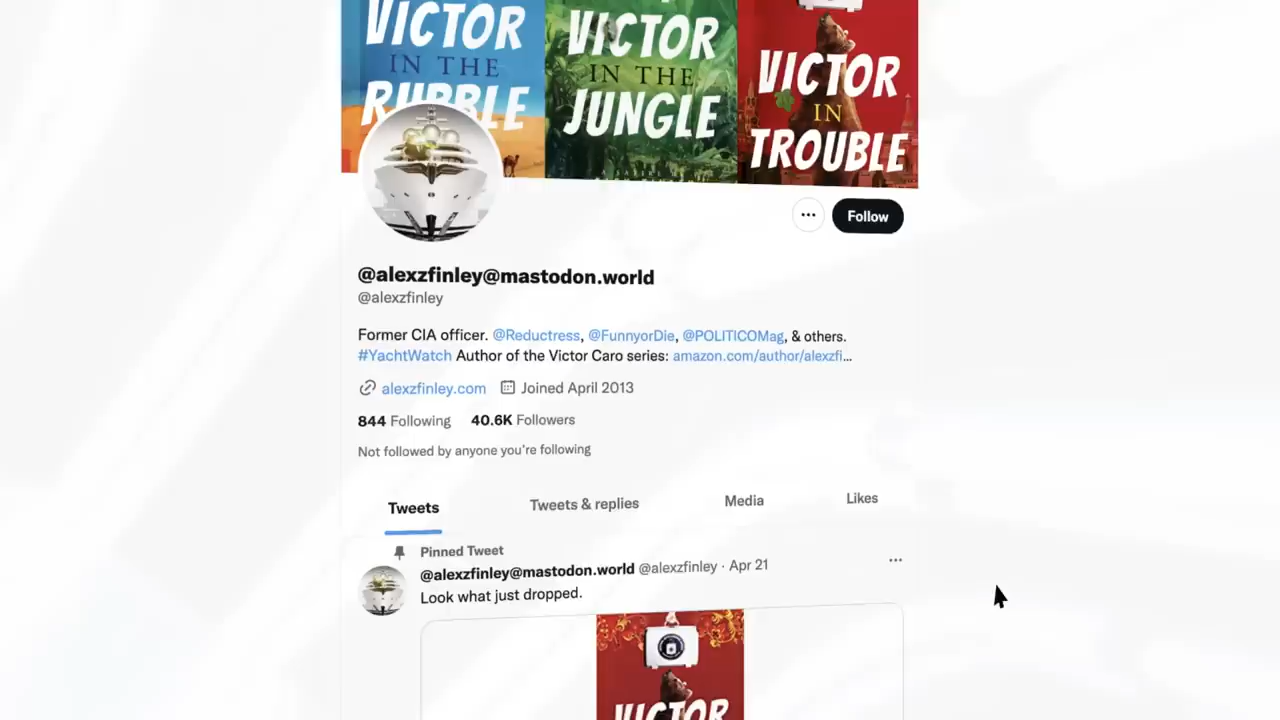 VICTOR
IN THE
RUBBLE
VICTOR
IN THE
JUNGLE
VICTOR
IN
TROUBLE
Follow
@alexzfinley@mastodon.world
@alexzfinley
Former CIA officer. @Reductress, @FunnyorDie, @POLITICOMag, & others.
#YachtWatch Author of the Victor Caro series: amazon.com/author/alexzfi...
alexzfinley.com Joined April 2013
844 Following 40.6K Followers
Not followed by anyone you're following
Tweets Tweets & replies Media Likes
Pinned Tweet
@alexzfinley@mastodon.world @alexzfinley · Apr 21
Look what just dropped.
VICTOR